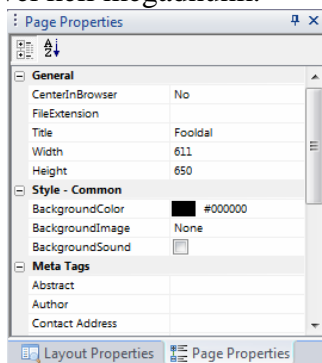 Page Properties
General
CenterInBrowser No
FileExtension
Title Fooldal
Width 611
Height 650
Style - Common
BackgroundColor #000000
BackgroundImage None
BackgroundSound
Meta Tags
Abstract
Author
Contact Address
Layout Properties Page Properties